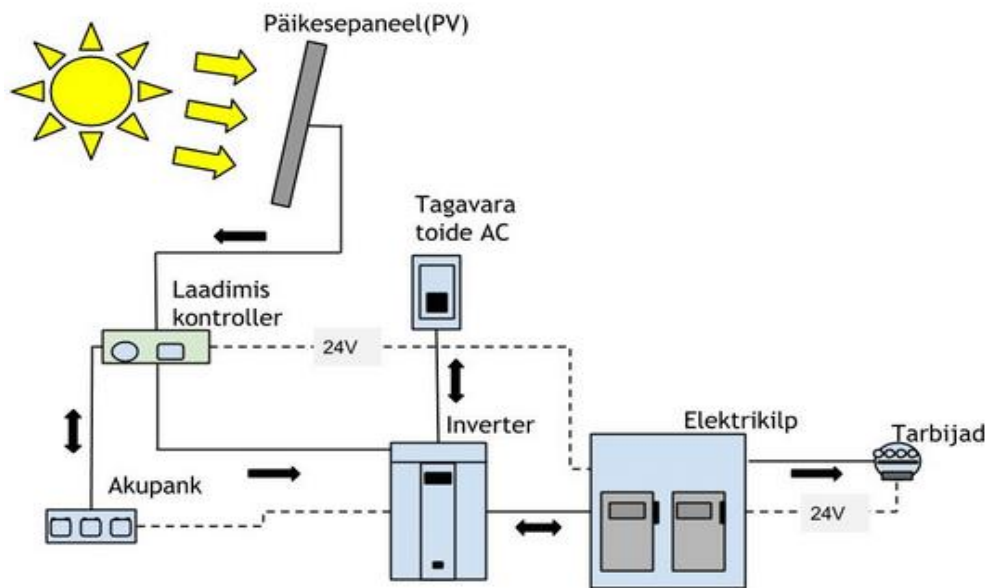 Päikesepaneel(PV)
Tagavara
toide AC
Laadimis
kontroller
24V
Inverter
Elektrikilp
Tarbijad
Akupank
24V